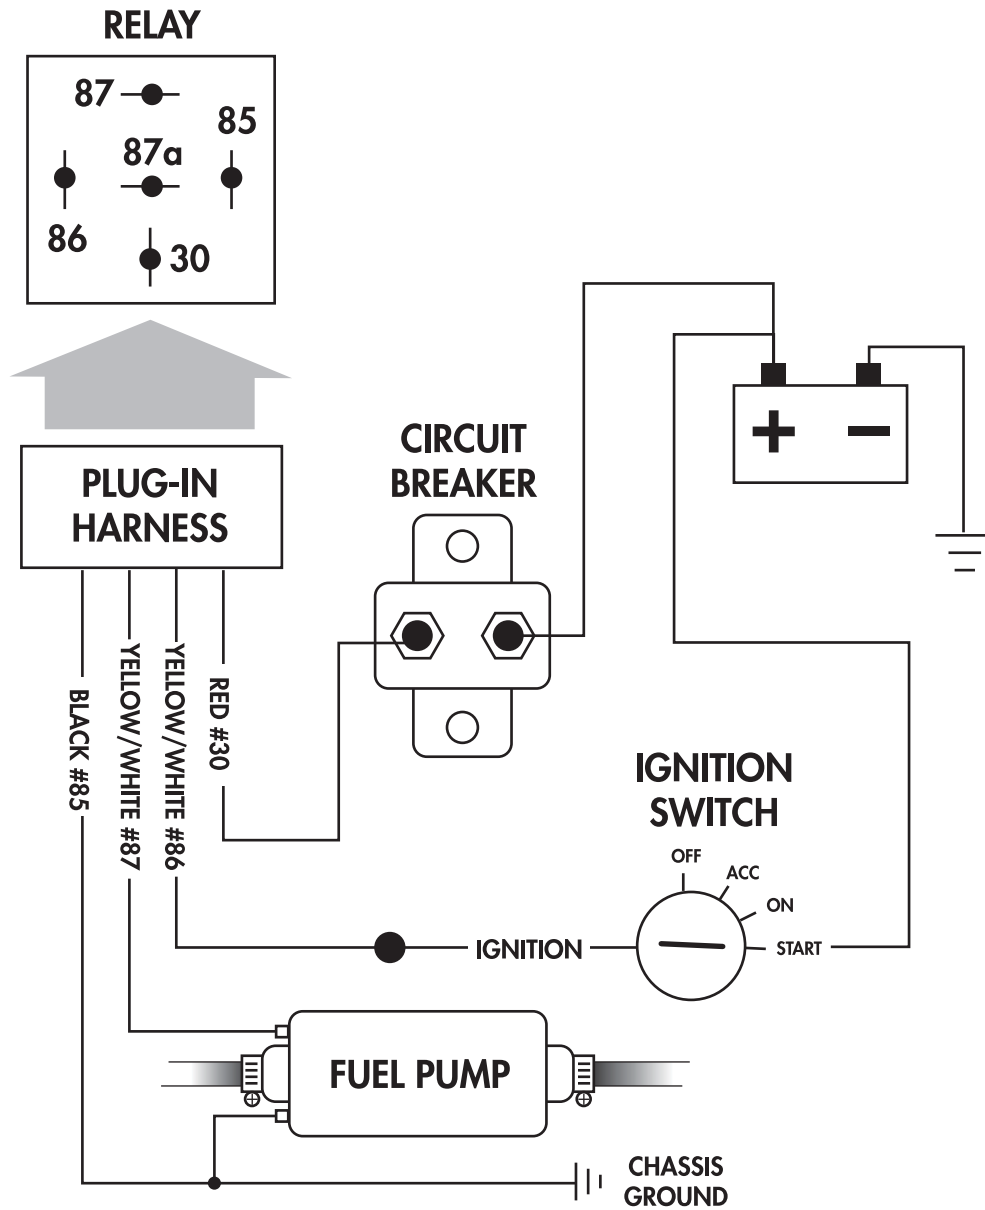 RELAY
87
85
87a
86
30
PLUG-IN
HARNESS
CIRCUIT
BREAKER
+ −
BLACK #85
YELLOW/WHITE #87
YELLOW/WHITE #86
RED #30
IGNITION
SWITCH
OFF
ACC
ON
START
IGNITION
FUEL PUMP
CHASSIS
GROUND